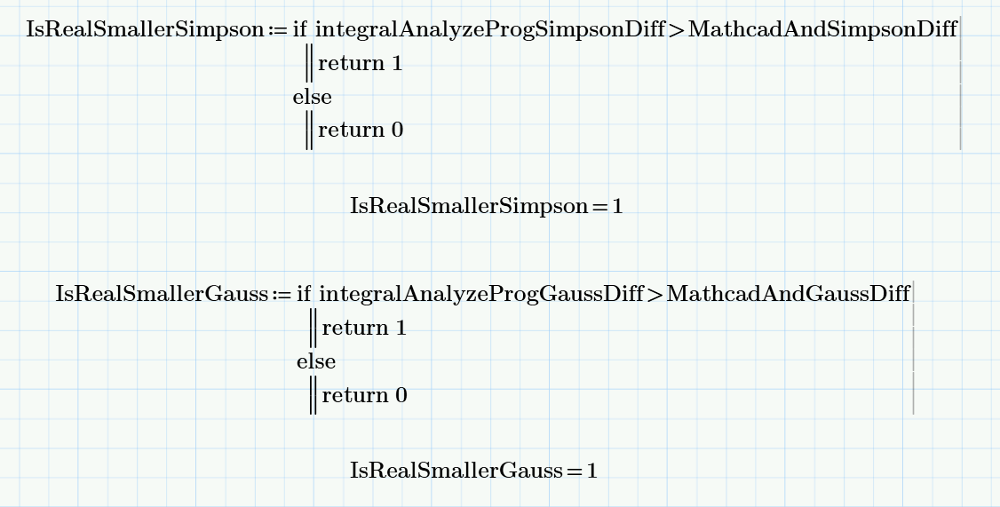 IsRealSmallerSimpson:=if integralAnalyzeProgSimpsonDiff>MathcadAndSimpsonDiff
return 1
else
return 0
IsRealSmallerSimpson=1
IsRealSmallerGauss:=if integralAnalyzeProgGaussDiff>MathcadAndGaussDiff
return 1
else
return 0
IsRealSmallerGauss=1